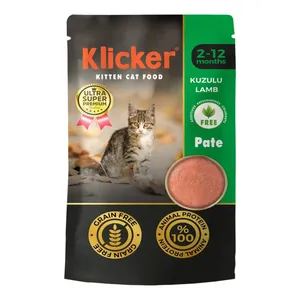 Klicker®
KITTEN CAT FOOD
2-12
months
KUZULU
LAMB
ULTRA
SUPER
PREMIUM
FREE
Pate
GRAIN FREE
GRAIN FREE
ANIMAL PROTEIN
%
100
ANIMAL PROTEIN